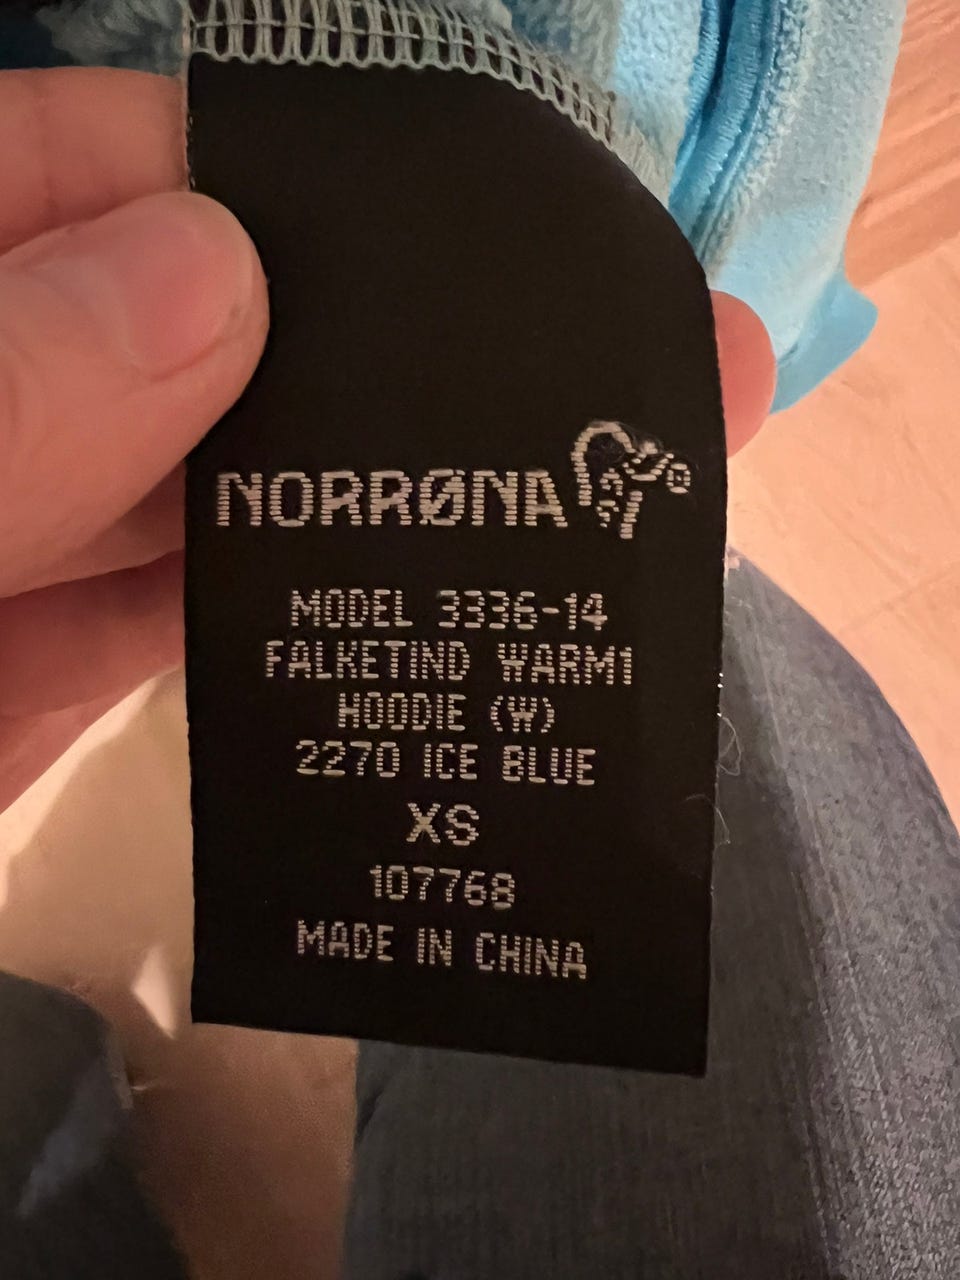 NORRØNA
MODEL 3336-14
FALKETIND WARM1
HOODIE (W)
2270 ICE BLUE
XS
107768
MADE IN CHINA